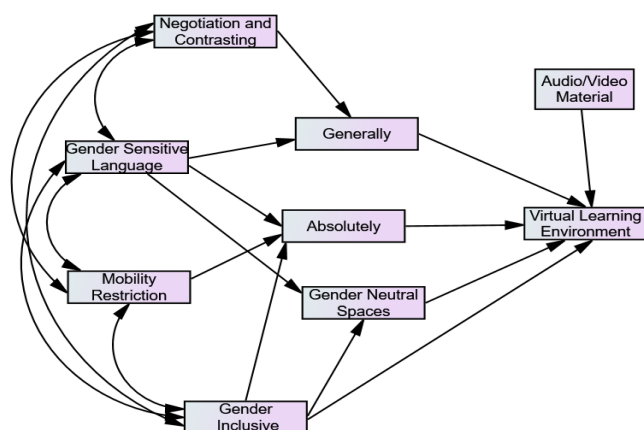 Negotiation and
Contrasting
Audio/Video
Material
Generally
Gender Sensitive
Language
Absolutely
Virtual Learning
Environment
Mobility
Restriction
Gender Neutral
Spaces
Gender
Inclusive